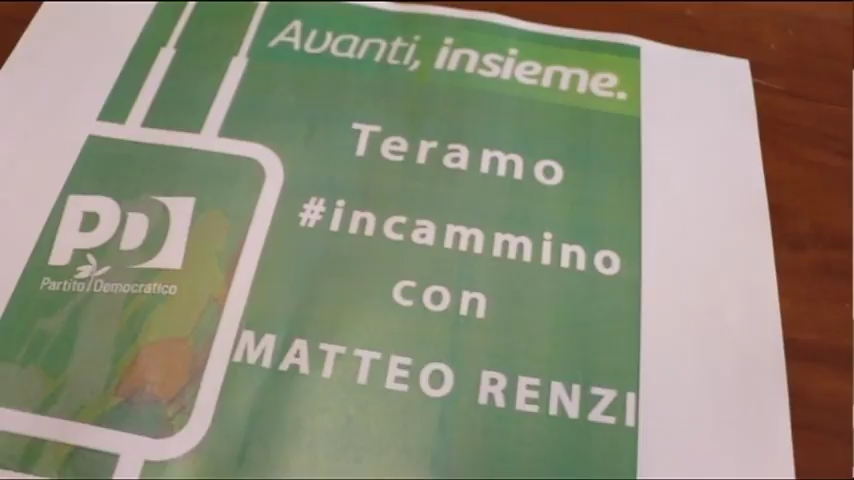 Avanti, insieme.
Teramo
#incammino
con
MATTEO RENZI
PD
Partito Democratico